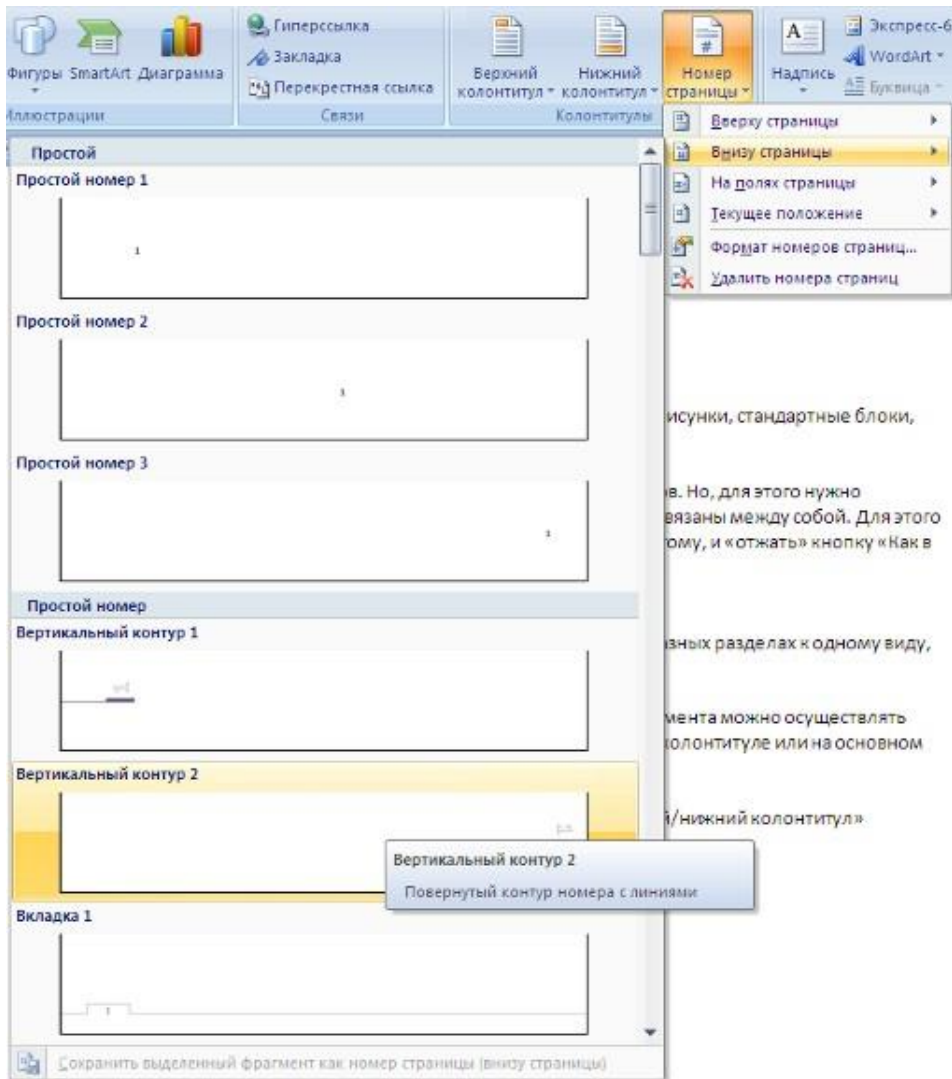 Гиперссылка
Закладка
Перекрестная ссылка
Фигуры SmartArt Диаграмма
Верхний колонтитул
Нижний колонтитул
Номер страницы
Надпись
Экспресс-б
WordArt
Буквица
Иллюстрации
Связи
Колонтитулы
Вверху страницы
Внизу страницы
На полях страницы
Текущее положение
Формат номеров страниц...
Удалить номера страниц
Простой
Простой номер 1
1
Простой номер 2
1
Простой номер 3
1
Простой номер
Вертикальный контур 1
Вертикальный контур 2
Вертикальный контур 2
Повернутый контур номера с линиями
Вкладка 1
1
Сохранить выделенный фрагмент как номер страницы (внизу страницы)
исунки, стандартные блоки,
в. Но, для этого нужно
вязаны между собой. Для этого
ому, и «отжать» кнопку «Как в
зных разделах к одному виду,
мента можно осуществлять
колонтитуле или на основном
й/нижний колонтитул»